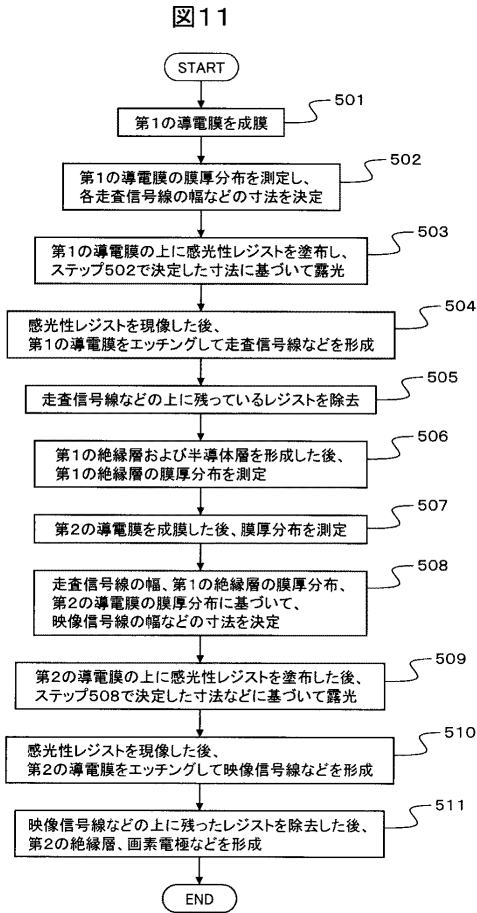 図11
START
501
第1の導電膜を成膜
502
第1の導電膜の膜厚分布を測定し、
各走査信号線の幅などの寸法を決定
503
第1の導電膜の上に感光性レジストを塗布し、
ステップ502で決定した寸法に基づいて露光
504
感光性レジストを現像した後、
第1の導電膜をエッチングして走査信号線などを形成
505
走査信号線などの上に残っているレジストを除去
506
第1の絶縁層および半導体層を形成した後、
第1の絶縁層の膜厚分布を測定
507
第2の導電膜を成膜した後、膜厚分布を測定
508
走査信号線の幅、第1の絶縁層の膜厚分布、
第2の導電膜の膜厚分布に基づいて、
映像信号線の幅などの寸法を決定
509
第2の導電膜の上に感光性レジストを塗布した後、
ステップ508で決定した寸法などに基づいて露光
510
感光性レジストを現像した後、
第2の導電膜をエッチングして映像信号線などを形成
511
映像信号線などの上に残ったレジストを除去した後、
第2の絶縁層、画素電極などを形成
END